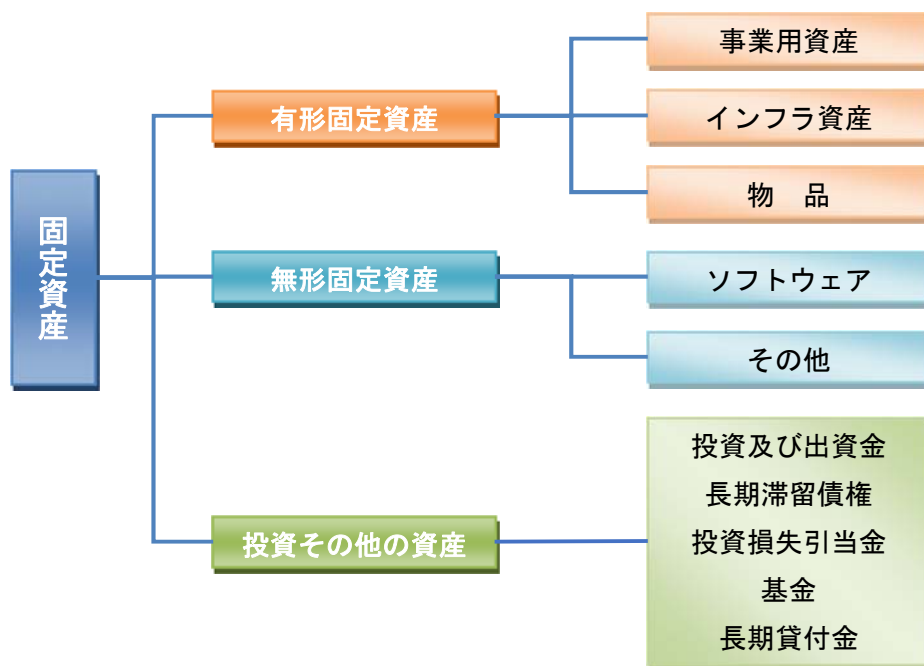 固定資産
有形固定資産
事業用資産
インフラ資産
物　品
無形固定資産
ソフトウェア
その他
投資その他の資産
投資及び出資金
長期滞留債権
投資損失引当金
基金
長期貸付金